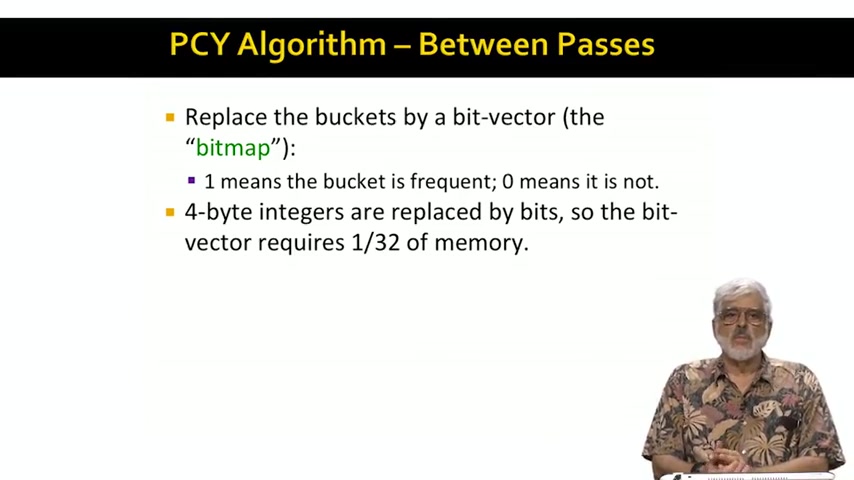 PCY Algorithm – Between Passes
Replace the buckets by a bit-vector (the
“bitmap”):
1 means the bucket is frequent; 0 means it is not.
4-byte integers are replaced by bits, so the bit-
vector requires 1/32 of memory.